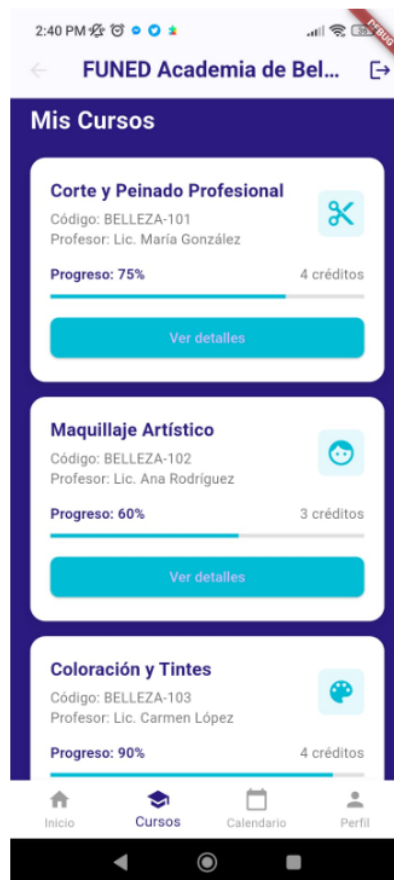 2:40 PM
DEBUG
FUNED Academia de Bel...
Mis Cursos
Corte y Peinado Profesional
Código: BELLEZA-101
Profesor: Lic. María González
Progreso: 75%
4 créditos
Ver detalles
Maquillaje Artístico
Código: BELLEZA-102
Profesor: Lic. Ana Rodríguez
Progreso: 60%
3 créditos
Ver detalles
Coloración y Tintes
Código: BELLEZA-103
Profesor: Lic. Carmen López
Progreso: 90%
4 créditos
Inicio
Cursos
Calendario
Perfil